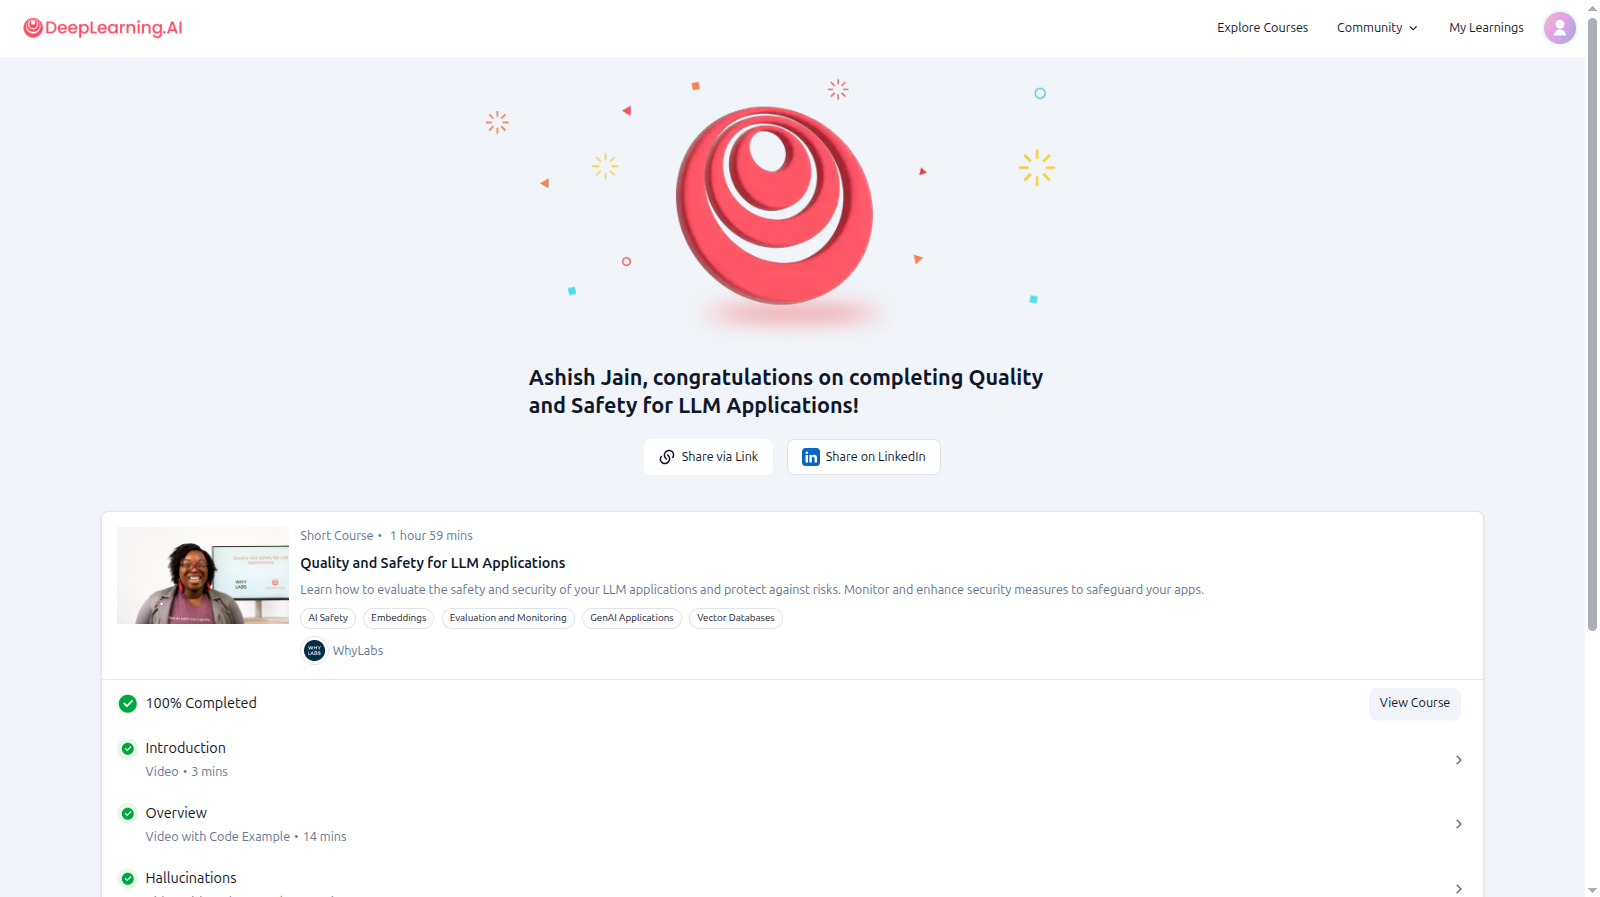 DeepLearning.AI
Explore Courses
Community
My Learnings
Ashish Jain, congratulations on completing Quality
and Safety for LLM Applications!
Share via Link
Share on LinkedIn
Short Course • 1 hour 59 mins
Quality and Safety for LLM Applications
Learn how to evaluate the safety and security of your LLM applications and protect against risks. Monitor and enhance security measures to safeguard your apps.
AI Safety
Embeddings
Evaluation and Monitoring
GenAI Applications
Vector Databases
WHY
LABS
WhyLabs
100% Completed
View Course
Introduction
Video • 3 mins
Overview
Video with Code Example • 14 mins
Hallucinations